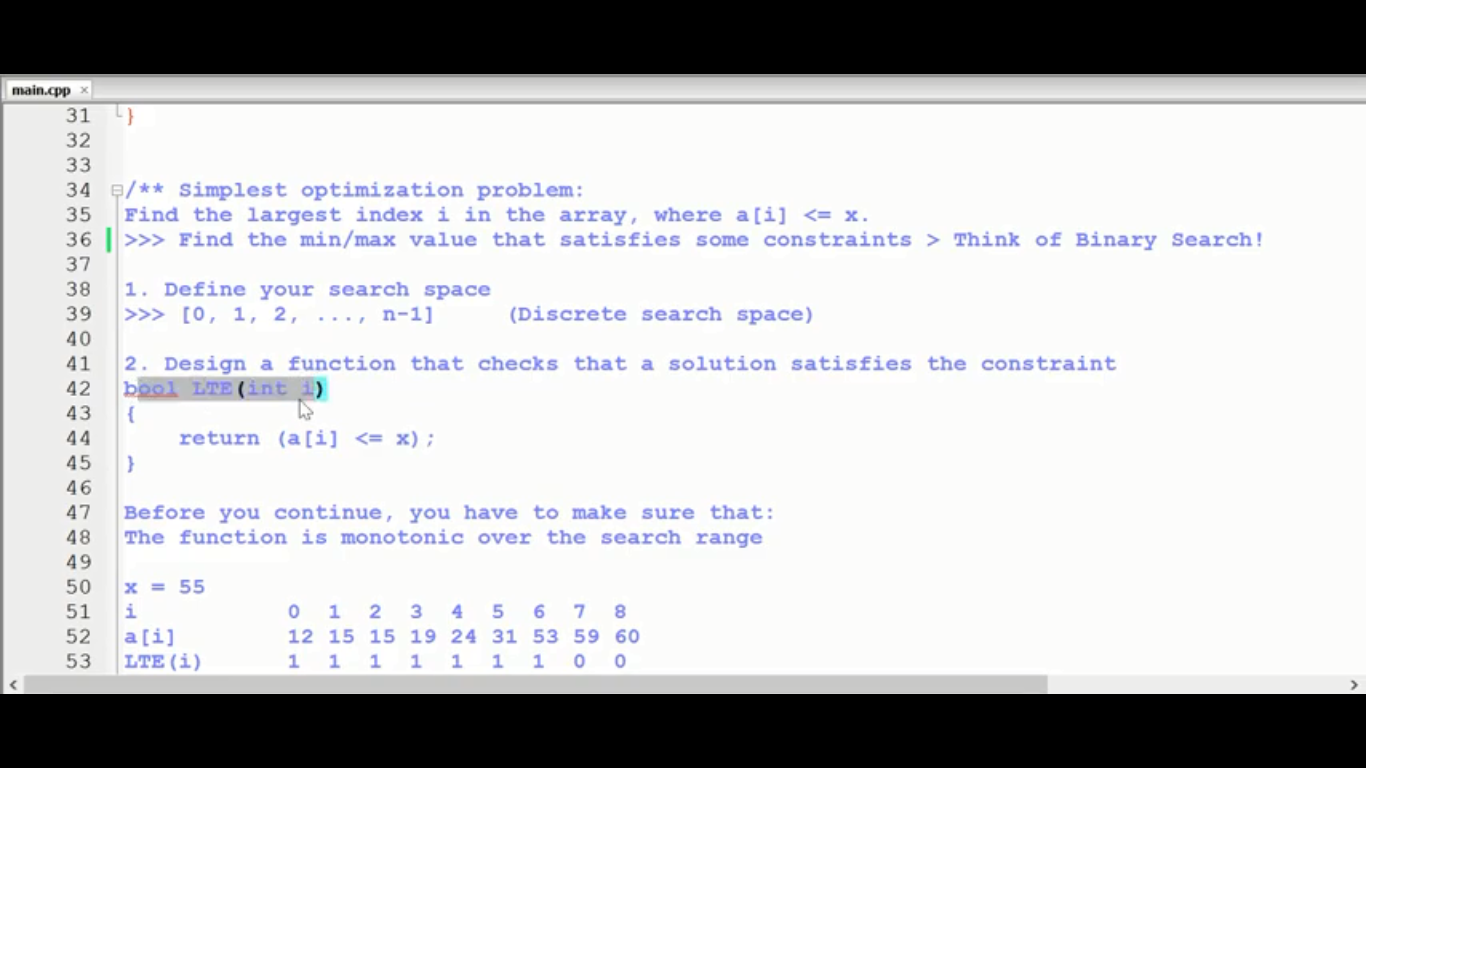 main.cpp ×
31 }
32
33
34 /** Simplest optimization problem:
35 Find the largest index i in the array, where a[i] <= x.
36 >>> Find the min/max value that satisfies some constraints > Think of Binary Search!
37
38 1. Define your search space
39 >>> [0, 1, 2, ..., n-1] (Discrete search space)
40
41 2. Design a function that checks that a solution satisfies the constraint
42 bool LTE(int i)
43 {
44 return (a[i] <= x);
45 }
46
47 Before you continue, you have to make sure that:
48 The function is monotonic over the search range
49
50 x = 55
51 i 0 1 2 3 4 5 6 7 8
52 a[i] 12 15 15 19 24 31 53 59 60
53 LTE(i) 1 1 1 1 1 1 1 0 0